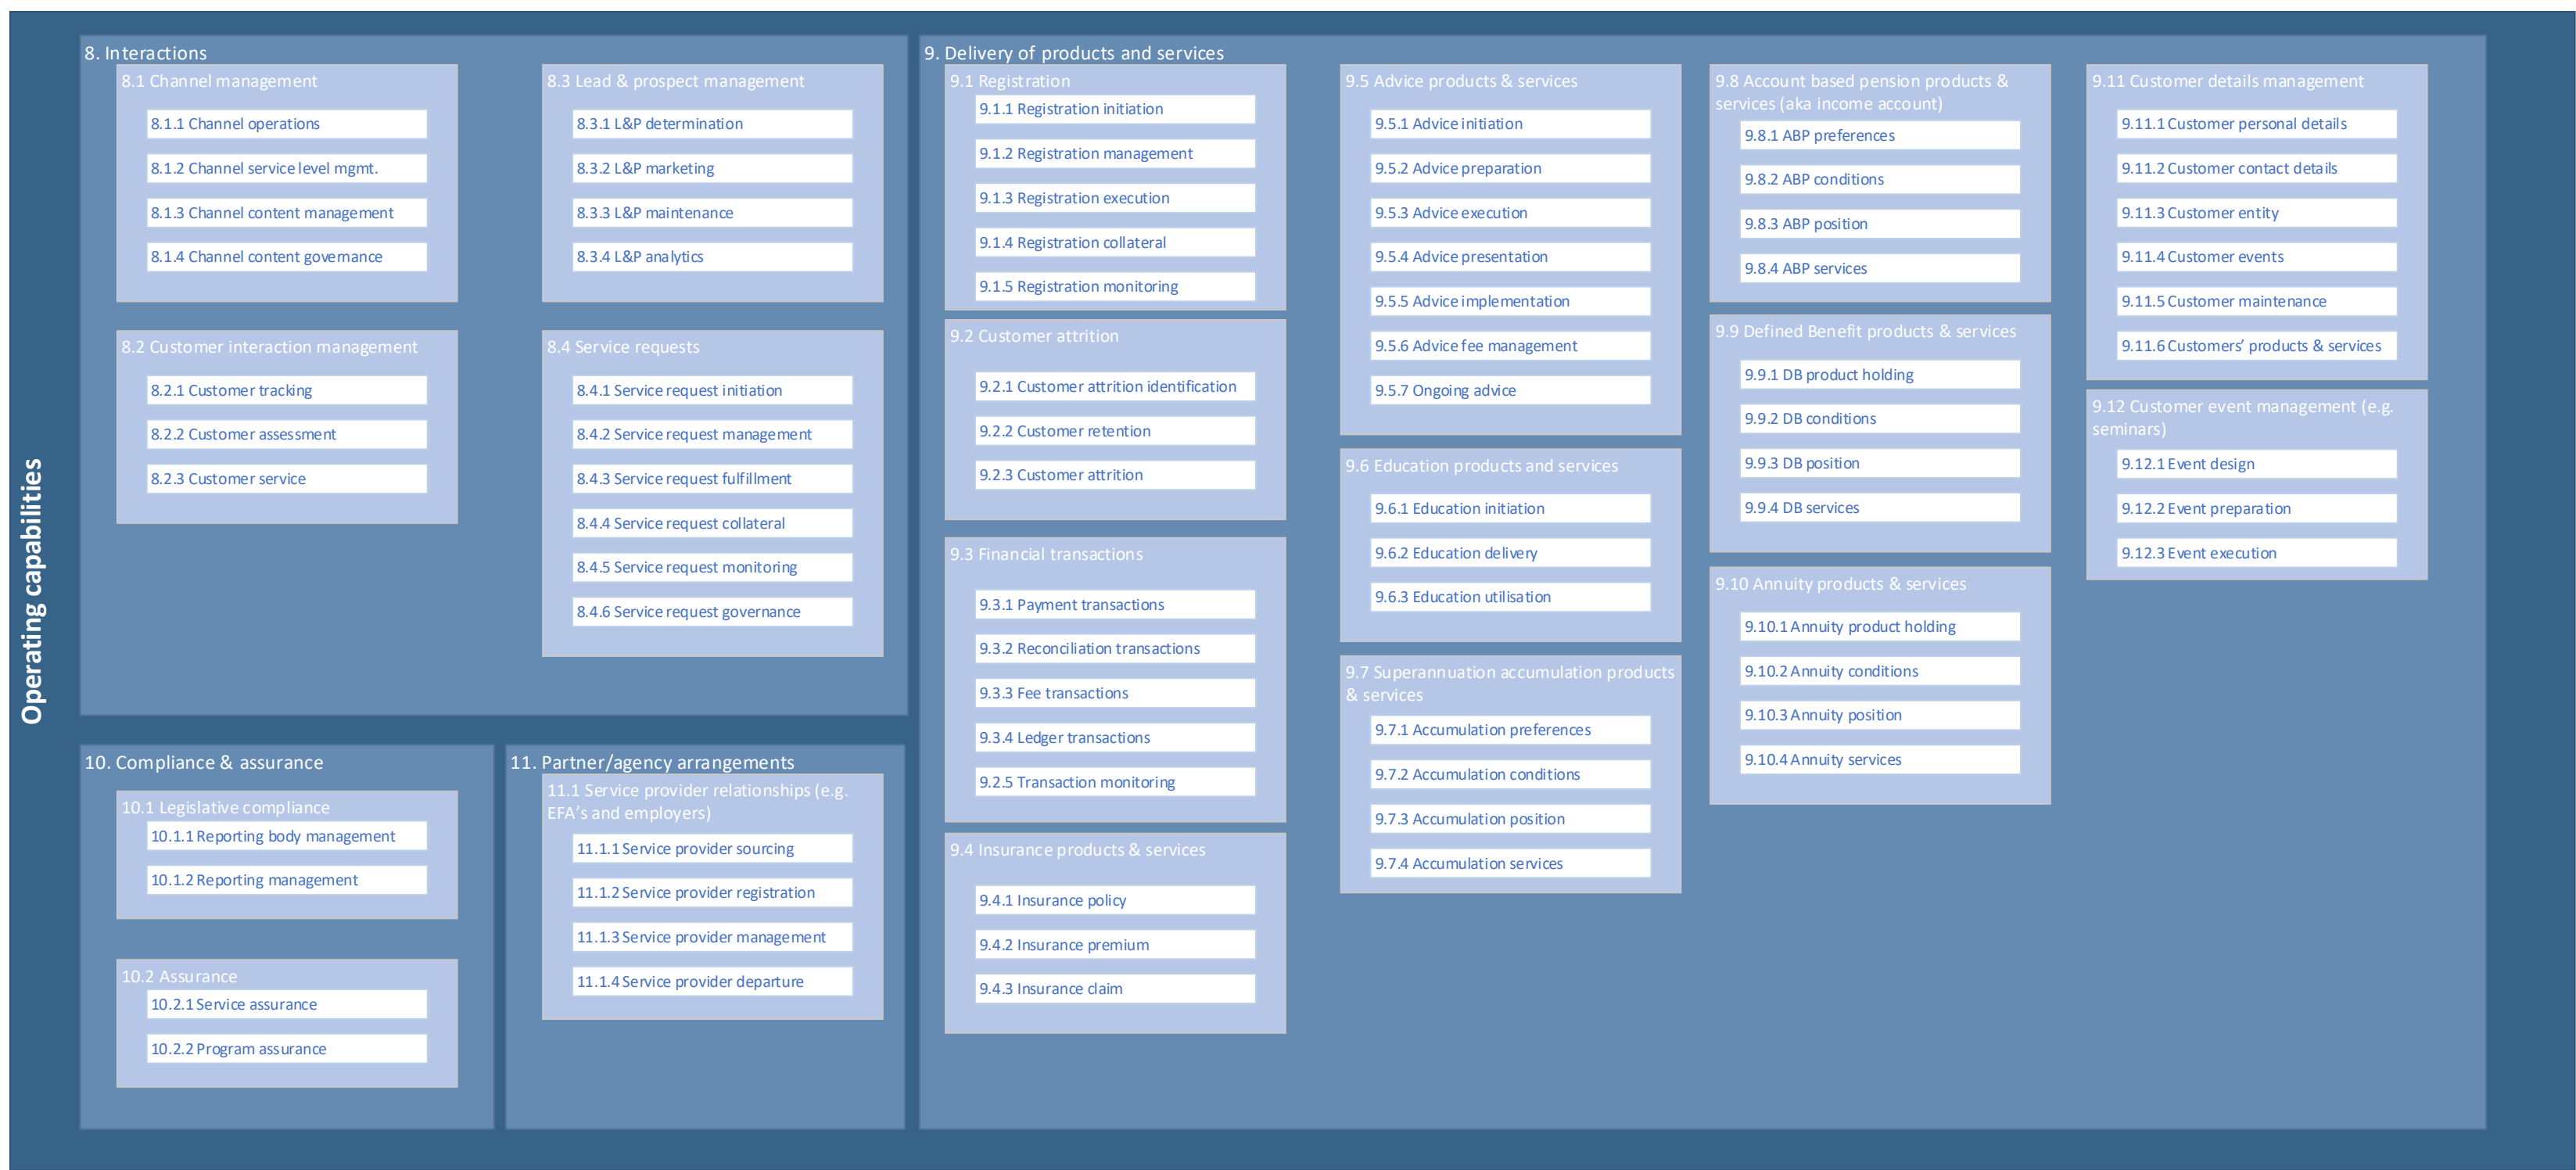 Operating capabilities
8. Interactions
8.1 Channel management
8.1.1 Channel operations
8.1.2 Channel service level mgmt.
8.1.3 Channel content management
8.1.4 Channel content governance
8.2 Customer interaction management
8.2.1 Customer tracking
8.2.2 Customer assessment
8.2.3 Customer service
8.3 Lead & prospect management
8.3.1 L&P determination
8.3.2 L&P marketing
8.3.3 L&P maintenance
8.3.4 L&P analytics
8.4 Service requests
8.4.1 Service request initiation
8.4.2 Service request management
8.4.3 Service request fulfillment
8.4.4 Service request collateral
8.4.5 Service request monitoring
8.4.6 Service request governance
9. Delivery of products and services
9.1 Registration
9.1.1 Registration initiation
9.1.2 Registration management
9.1.3 Registration execution
9.1.4 Registration collateral
9.1.5 Registration monitoring
9.2 Customer attrition
9.2.1 Customer attrition identification
9.2.2 Customer retention
9.2.3 Customer attrition
9.3 Financial transactions
9.3.1 Payment transactions
9.3.2 Reconciliation transactions
9.3.3 Fee transactions
9.3.4 Ledger transactions
9.2.5 Transaction monitoring
9.4 Insurance products & services
9.4.1 Insurance policy
9.4.2 Insurance premium
9.4.3 Insurance claim
9.5 Advice products & services
9.5.1 Advice initiation
9.5.2 Advice preparation
9.5.3 Advice execution
9.5.4 Advice presentation
9.5.5 Advice implementation
9.5.6 Advice fee management
9.5.7 Ongoing advice
9.6 Education products and services
9.6.1 Education initiation
9.6.2 Education delivery
9.6.3 Education utilisation
9.7 Superannuation accumulation products
& services
9.7.1 Accumulation preferences
9.7.2 Accumulation conditions
9.7.3 Accumulation position
9.7.4 Accumulation services
9.8 Account based pension products &
services (aka income account)
9.8.1 ABP preferences
9.8.2 ABP conditions
9.8.3 ABP position
9.8.4 ABP services
9.9 Defined Benefit products & services
9.9.1 DB product holding
9.9.2 DB conditions
9.9.3 DB position
9.9.4 DB services
9.10 Annuity products & services
9.10.1 Annuity product holding
9.10.2 Annuity conditions
9.10.3 Annuity position
9.10.4 Annuity services
9.11 Customer details management
9.11.1 Customer personal details
9.11.2 Customer contact details
9.11.3 Customer entity
9.11.4 Customer events
9.11.5 Customer maintenance
9.11.6 Customers’ products & services
9.12 Customer event management (e.g.
seminars)
9.12.1 Event design
9.12.2 Event preparation
9.12.3 Event execution
10. Compliance & assurance
10.1 Legislative compliance
10.1.1 Reporting body management
10.1.2 Reporting management
10.2 Assurance
10.2.1 Service assurance
10.2.2 Program assurance
11. Partner/agency arrangements
11.1 Service provider relationships (e.g.
EFA’s and employers)
11.1.1 Service provider sourcing
11.1.2 Service provider registration
11.1.3 Service provider management
11.1.4 Service provider departure